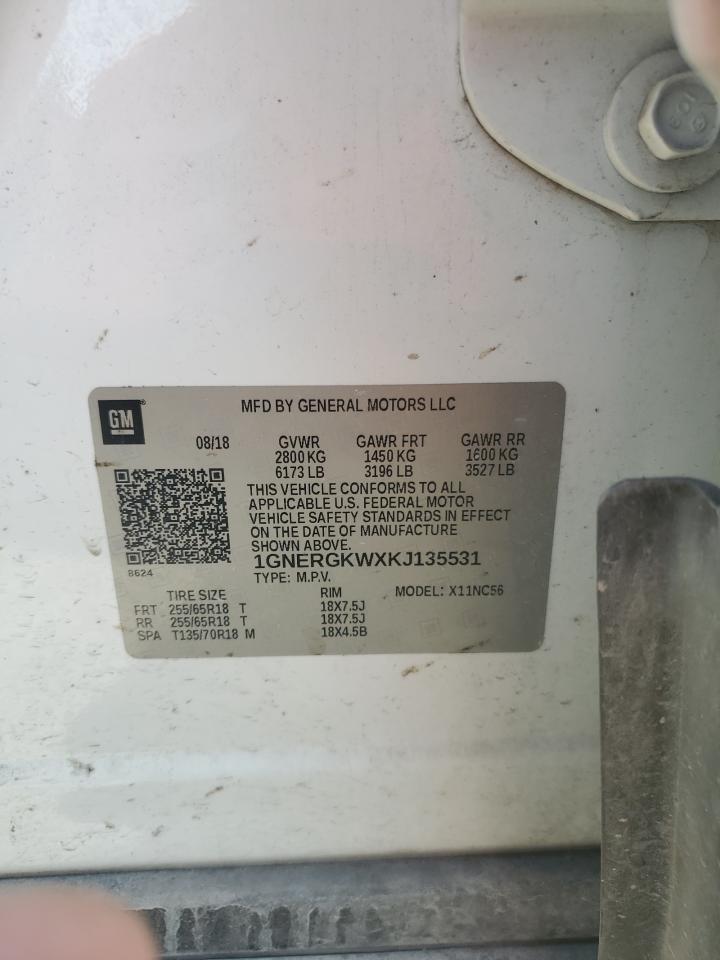 GM
MFD BY GENERAL MOTORS LLC
08/18 GVWR GAWR FRT GAWR RR
2800 KG 1450 KG 1600 KG
6173 LB 3196 LB 3527 LB
THIS VEHICLE CONFORMS TO ALL
APPLICABLE U.S. FEDERAL MOTOR
VEHICLE SAFETY STANDARDS IN EFFECT
ON THE DATE OF MANUFACTURE
SHOWN ABOVE.
8624
1GNERGKWXKJ135531
TYPE: M.P.V.
TIRE SIZE RIM MODEL: X11NC56
FRT 255/65R18 T 18X7.5J
RR 255/65R18 T 18X7.5J
SPA T135/70R18 M 18X4.5B